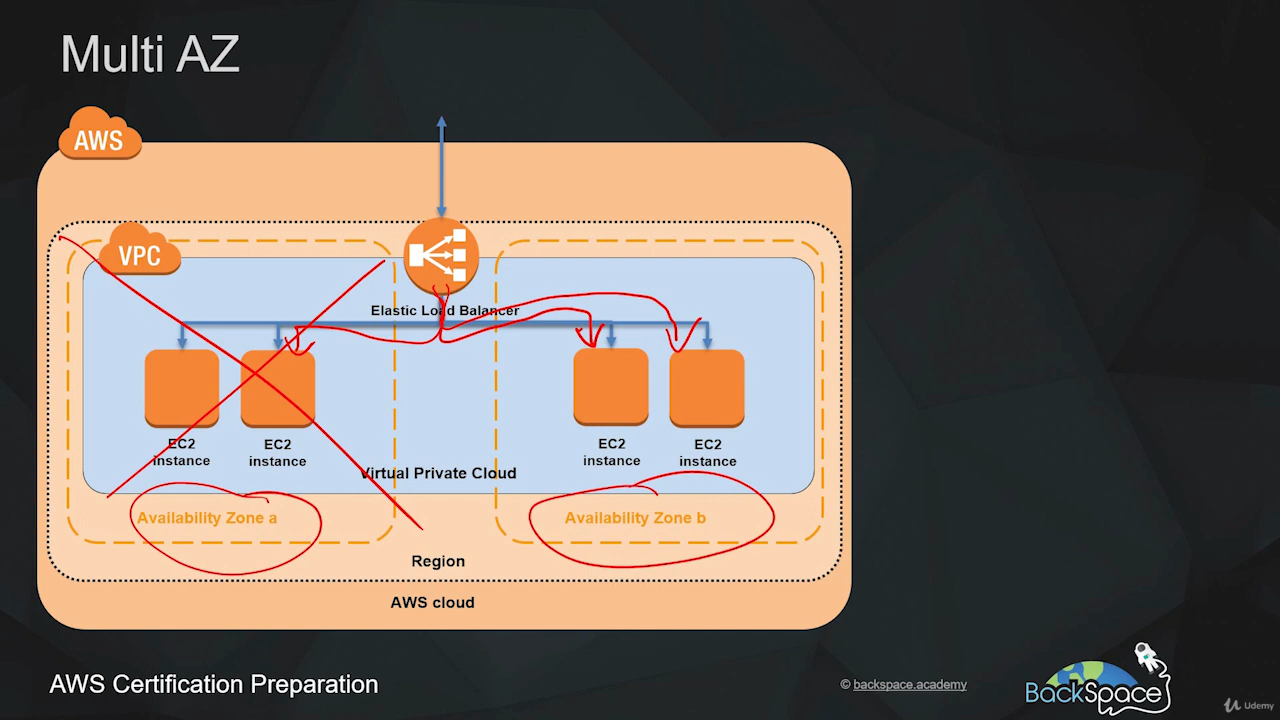 Multi AZ
AWS
VPC
Elastic Load Balancer
EC2
instance
EC2
instance
EC2
instance
EC2
instance
Virtual Private Cloud
Availability Zone a
Availability Zone b
Region
AWS cloud
AWS Certification Preparation
© backspace.academy
BackSpace
Udemy